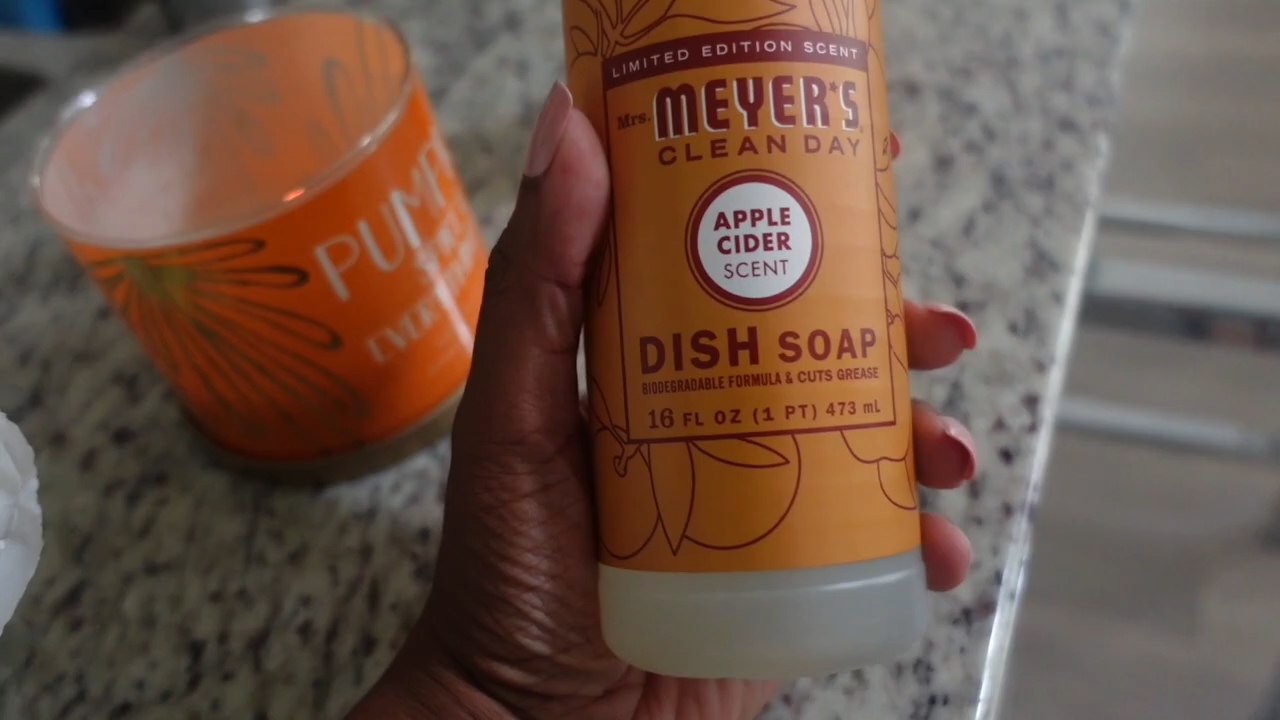 LIMITED EDITION SCENT
Mrs. MEYER'S
CLEAN DAY
APPLE
CIDER
SCENT
DISH SOAP
BIODEGRADABLE FORMULA & CUTS GREASE
16 FL OZ (1 PT) 473 mL
PUMP